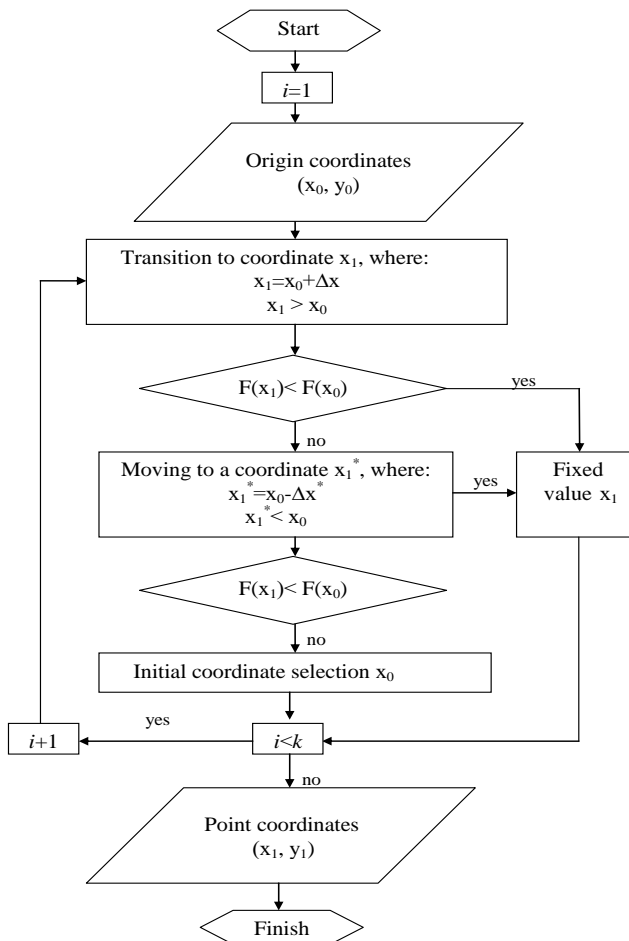 Start
i=1
Origin coordinates
(x₀, y₀)
Transition to coordinate x₁, where:
x₁=x₀+Δx
x₁ > x₀
F(x₁)< F(x₀)
yes
no
Moving to a coordinate x₁*, where:
x₁*=x₀-Δx*
x₁*< x₀
yes
Fixed
value x₁
F(x₁)< F(x₀)
no
Initial coordinate selection x₀
i+1
yes
i<k
no
Point coordinates
(x₁, y₁)
Finish